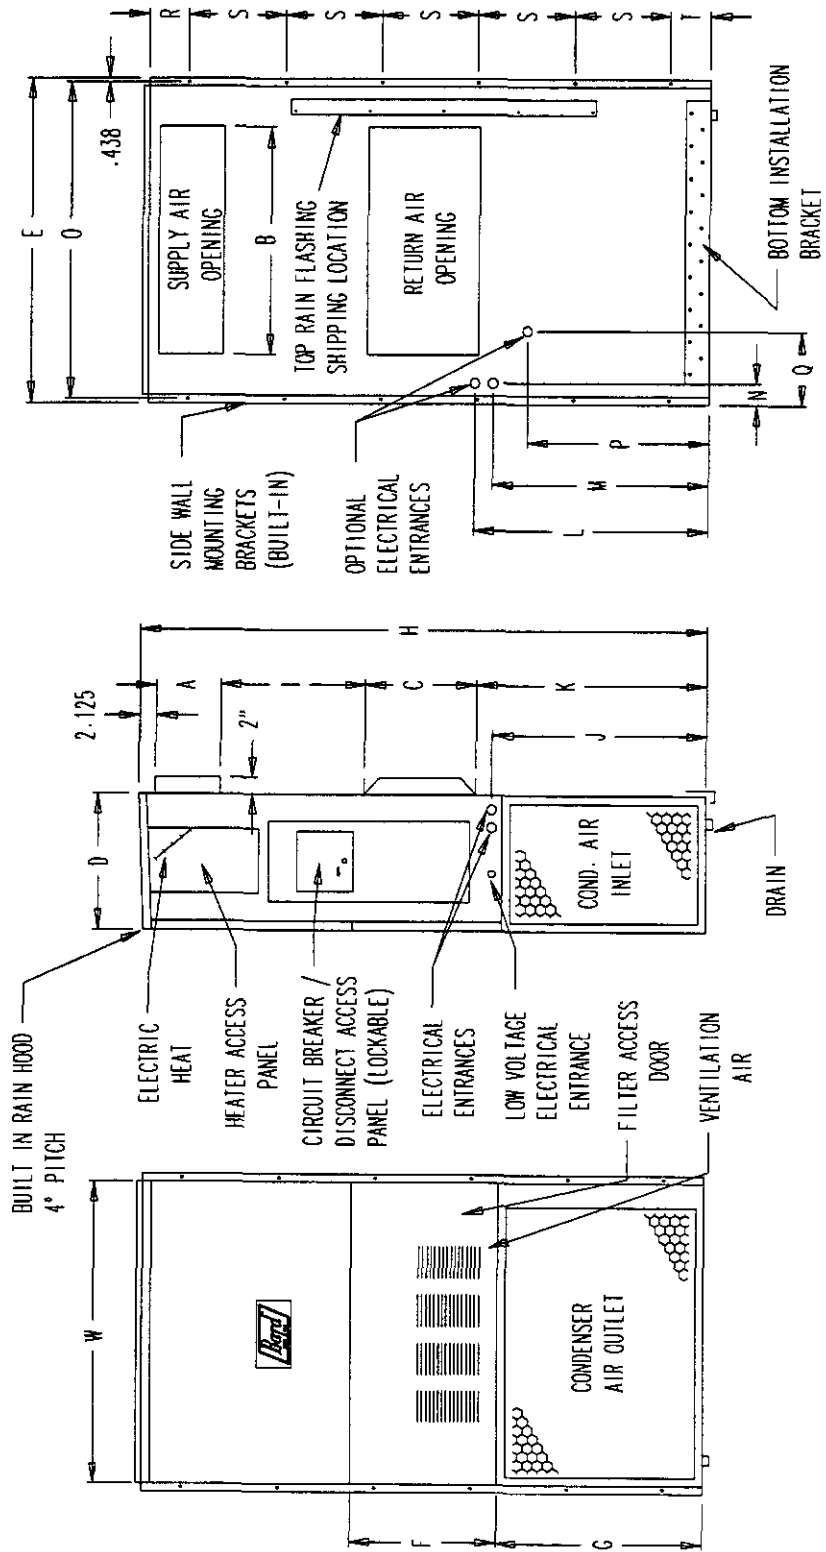 W
F
G
Bard
CONDENSER
AIR OUTLET
BUILT IN RAIN HOOD
4° PITCH
ELECTRIC
HEAT
HEATER ACCESS
PANEL
CIRCUIT BREAKER /
DISCONNECT ACCESS
PANEL (LOCKABLE)
ELECTRICAL
ENTRANCES
LOW VOLTAGE
ELECTRICAL
ENTRANCE
FILTER ACCESS
DOOR
VENTILATION
AIR
D
2.125
A
2"
I
C
H
K
J
COND. AIR
INLET
DRAIN
SIDE WALL
MOUNTING
BRACKETS
(BUILT-IN)
OPTIONAL
ELECTRICAL
ENTRANCES
L
M
P
N
Q
E
O
.438
SUPPLY AIR
OPENING
B
TOP RAIN FLASHING
SHIPPING LOCATION
RETURN AIR
OPENING
R
S
S
S
S
S
T
BOTTOM INSTALLATION
BRACKET